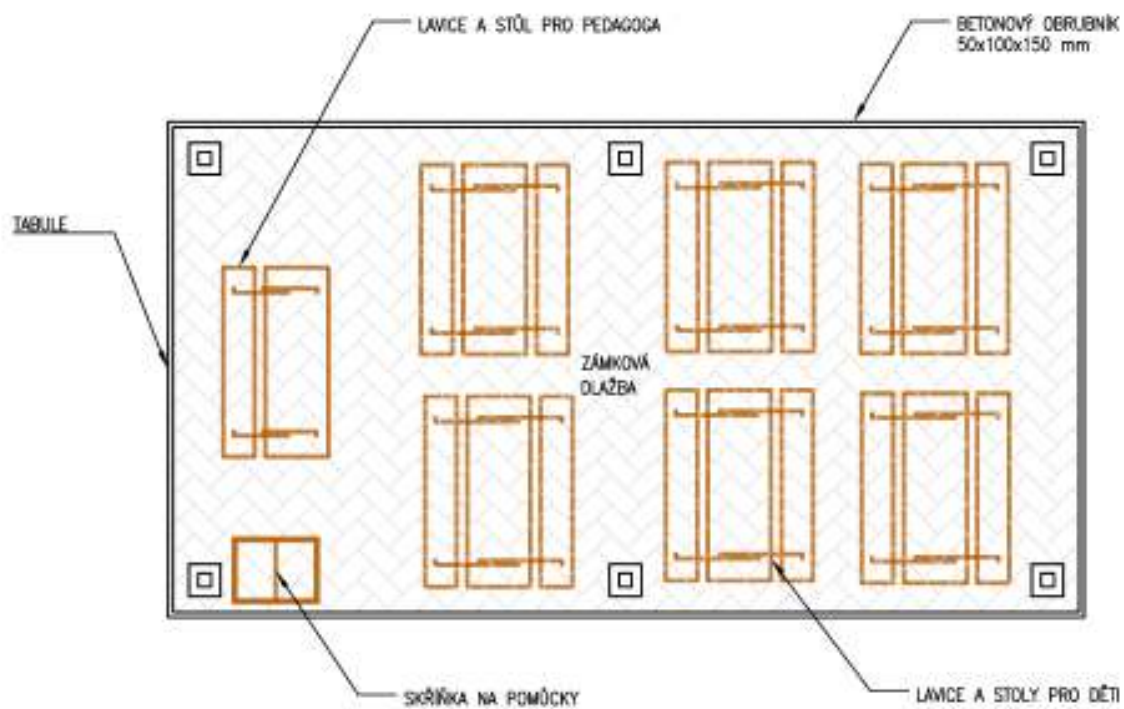 LAVICE A STŮL PRO PEDAGOGA
BETONOVÝ OBRUBNÍK
50x100x150 mm
TABULE
ZÁMKOVÁ
DLAŽBA
SKŘÍŇKA NA POMŮCKY
LAVICE A STOLY PRO DĚTI